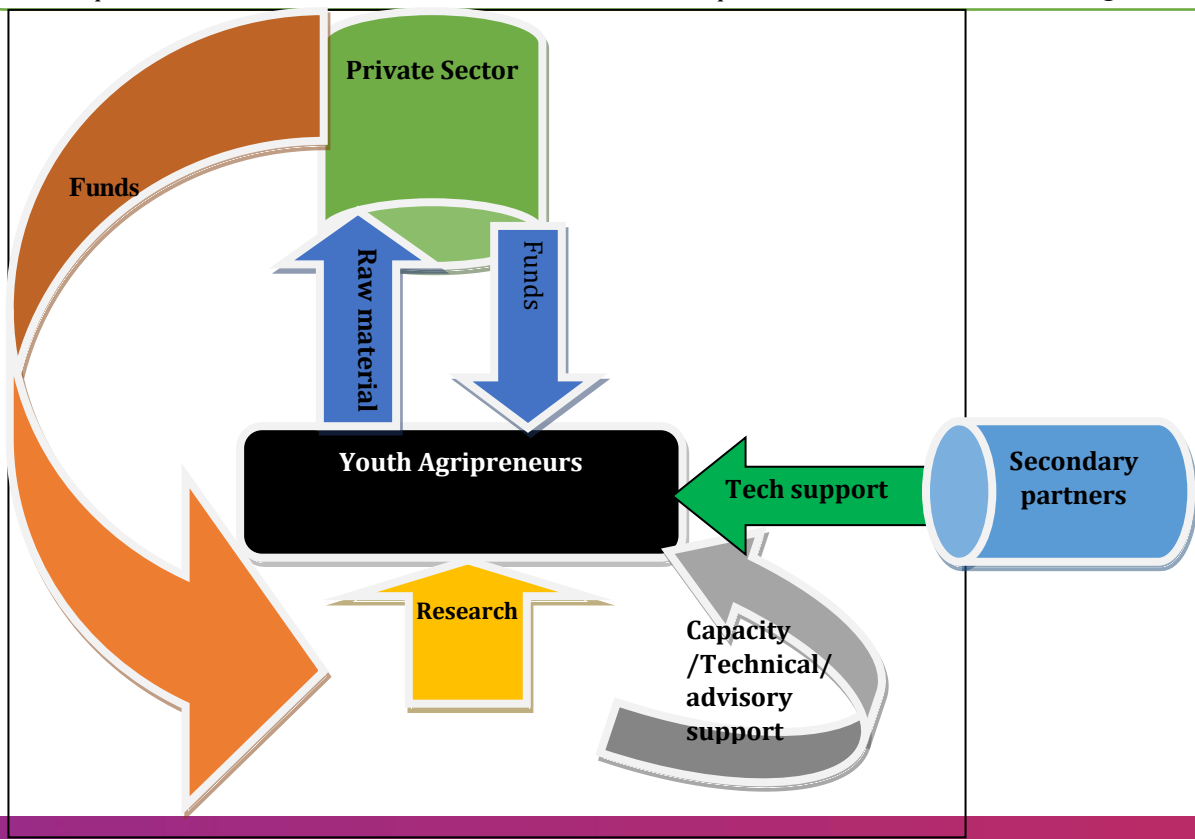 Private Sector
Funds
Raw material
Funds
Youth Agripreneurs
Tech support
Secondary
partners
Research
Capacity
/Technical/
advisory
support